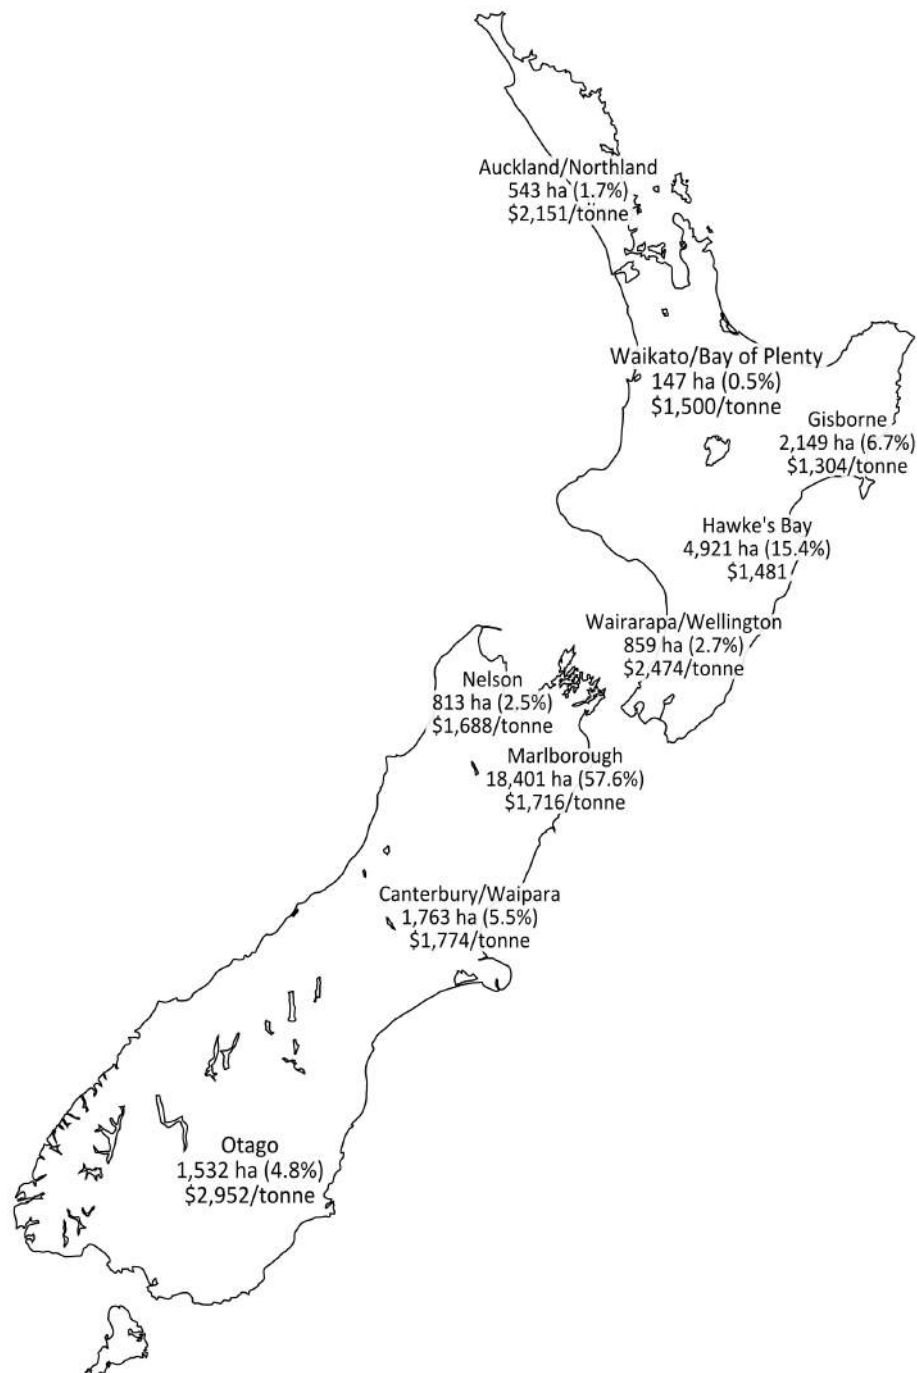 Auckland/Northland
543 ha (1.7%)
$2,151/tonne
Waikato/Bay of Plenty
147 ha (0.5%)
$1,500/tonne
Gisborne
2,149 ha (6.7%)
$1,304/tonne
Hawke's Bay
4,921 ha (15.4%)
$1,481
Wairarapa/Wellington
859 ha (2.7%)
$2,474/tonne
Nelson
813 ha (2.5%)
$1,688/tonne
Marlborough
18,401 ha (57.6%)
$1,716/tonne
Canterbury/Waipara
1,763 ha (5.5%)
$1,774/tonne
Otago
1,532 ha (4.8%)
$2,952/tonne